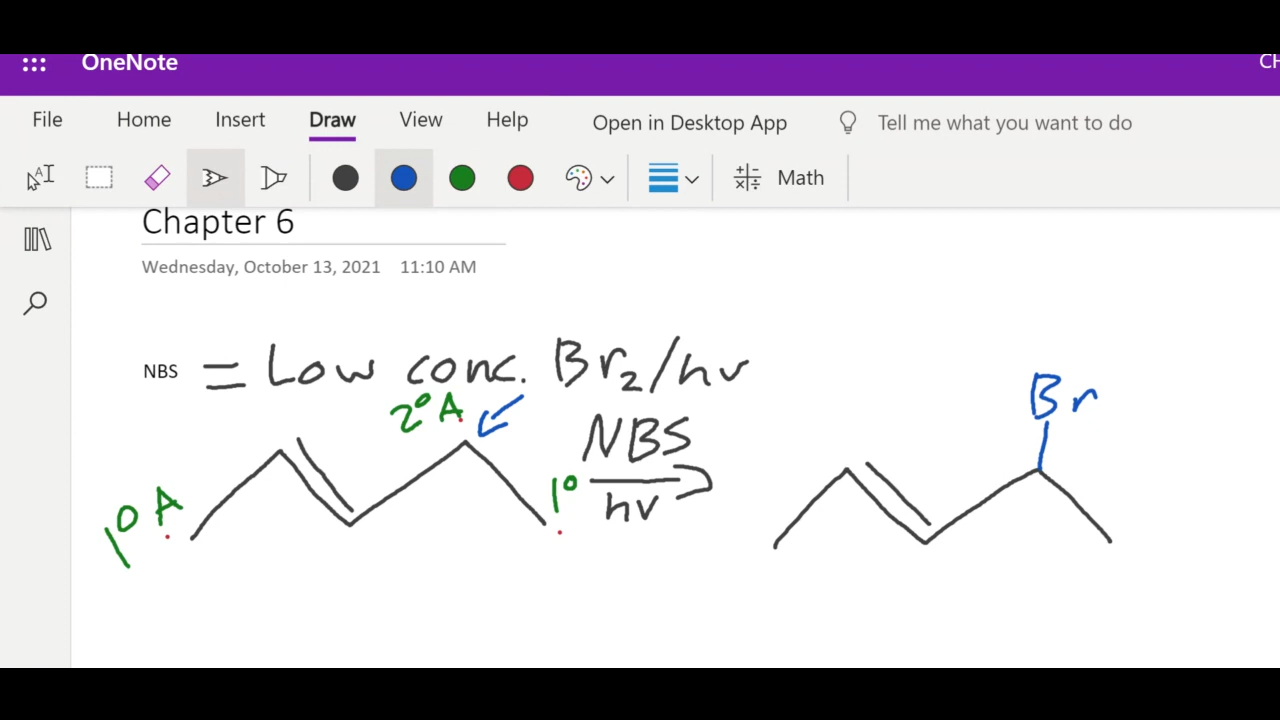 OneNote
CH
File Home Insert Draw View Help Open in Desktop App Tell me what you want to do
Math
Chapter 6
Wednesday, October 13, 2021 11:10 AM
NBS = Low conc. Br₂/hv
2° A
NBS
hv
1° A
1°
Br